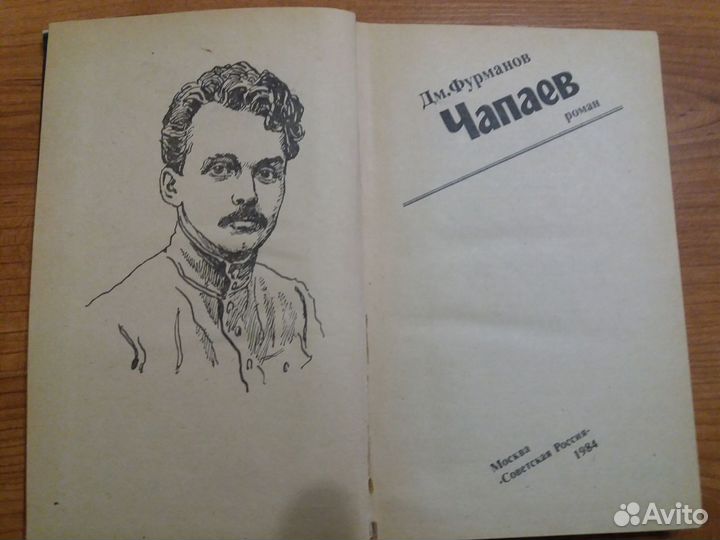 Дм.Фурманов
Чапаев
роман
Москва
«Советская Россия»
1984
Avito